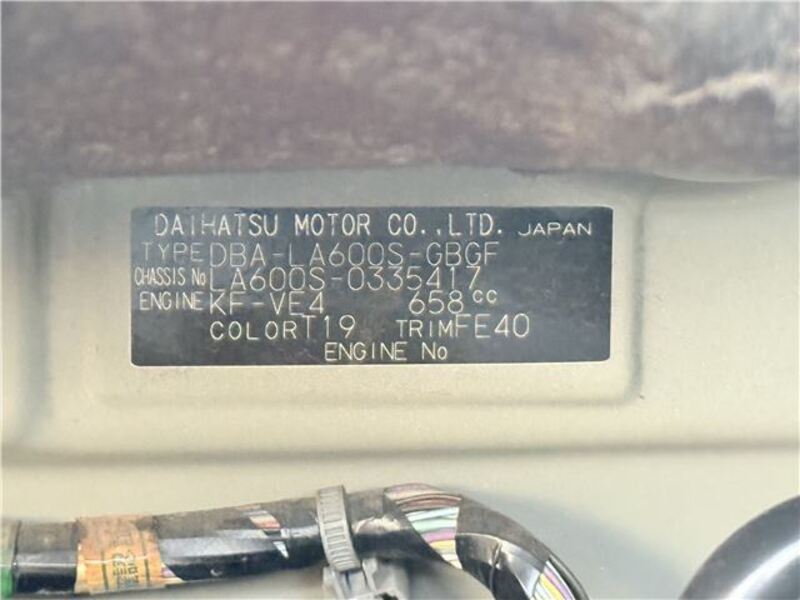 DAIHATSU MOTOR CO.,LTD. JAPAN
TYPE DBA-LA600S-GBGF
CHASSIS No LA600S-0335417
ENGINE KF-VE4 658cc
COLOR T19 TRIM FE40
ENGINE No